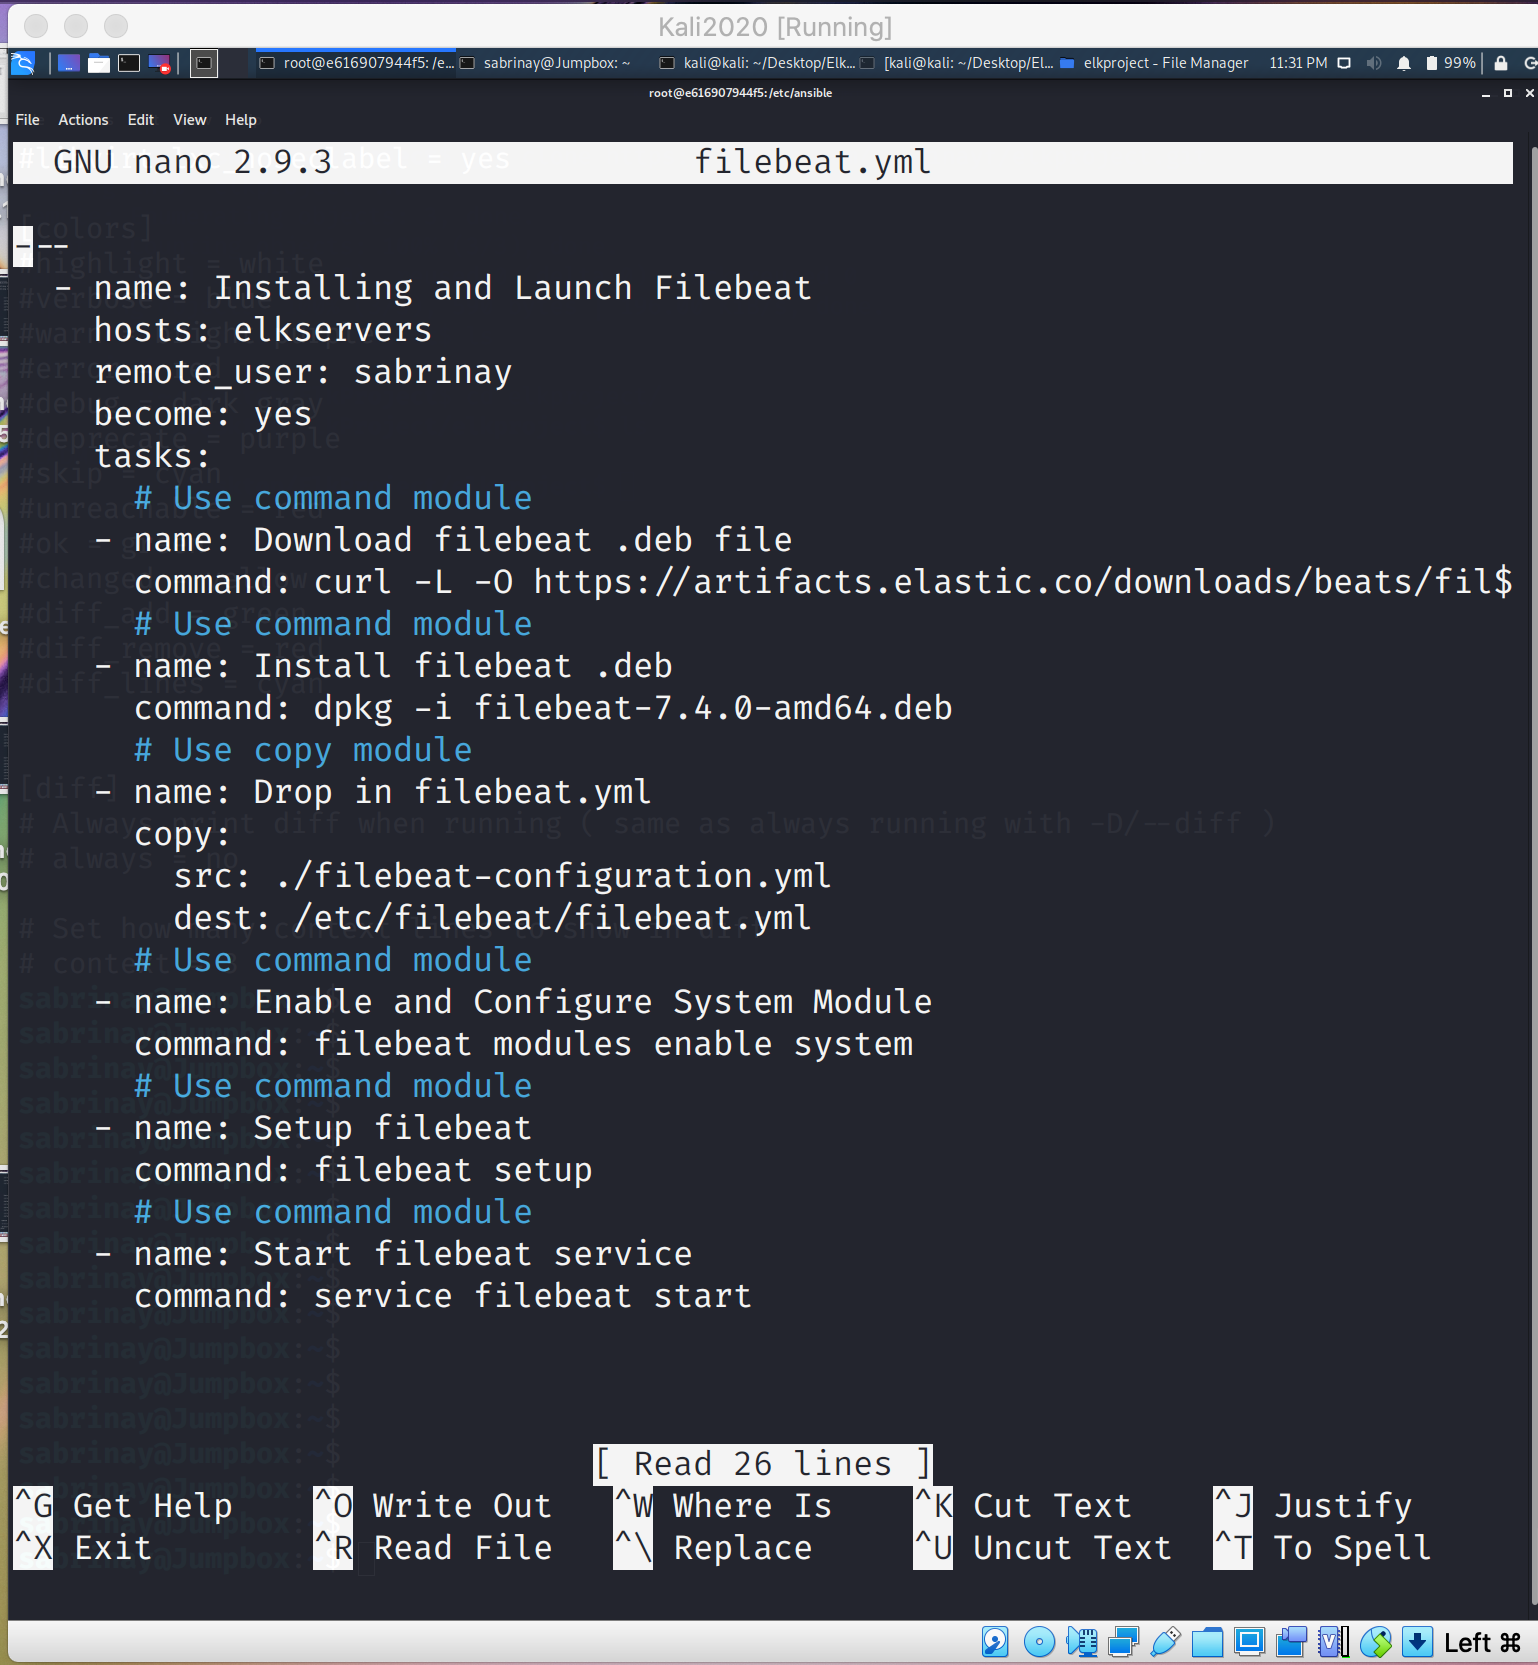 Kali2020 [Running]
root@e616907944f5: /e... sabrinay@Jumpbox: ~ kali@kali: ~/Desktop/Elk... [kali@kali: ~/Desktop/El... elkproject - File Manager 11:31 PM 99%
root@e616907944f5: /etc/ansible
File Actions Edit View Help
GNU nano 2.9.3 filebeat.yml
---
- name: Installing and Launch Filebeat
hosts: elkservers
remote_user: sabrinay
become: yes
tasks:
# Use command module
- name: Download filebeat .deb file
command: curl -L -O https://artifacts.elastic.co/downloads/beats/fil$
# Use command module
- name: Install filebeat .deb
command: dpkg -i filebeat-7.4.0-amd64.deb
# Use copy module
- name: Drop in filebeat.yml
copy:
src: ./filebeat-configuration.yml
dest: /etc/filebeat/filebeat.yml
# Use command module
- name: Enable and Configure System Module
command: filebeat modules enable system
# Use command module
- name: Setup filebeat
command: filebeat setup
# Use command module
- name: Start filebeat service
command: service filebeat start
[ Read 26 lines ]
^G Get Help ^O Write Out ^W Where Is ^K Cut Text ^J Justify
^X Exit ^R Read File ^\ Replace ^U Uncut Text ^T To Spell
Left ⌘